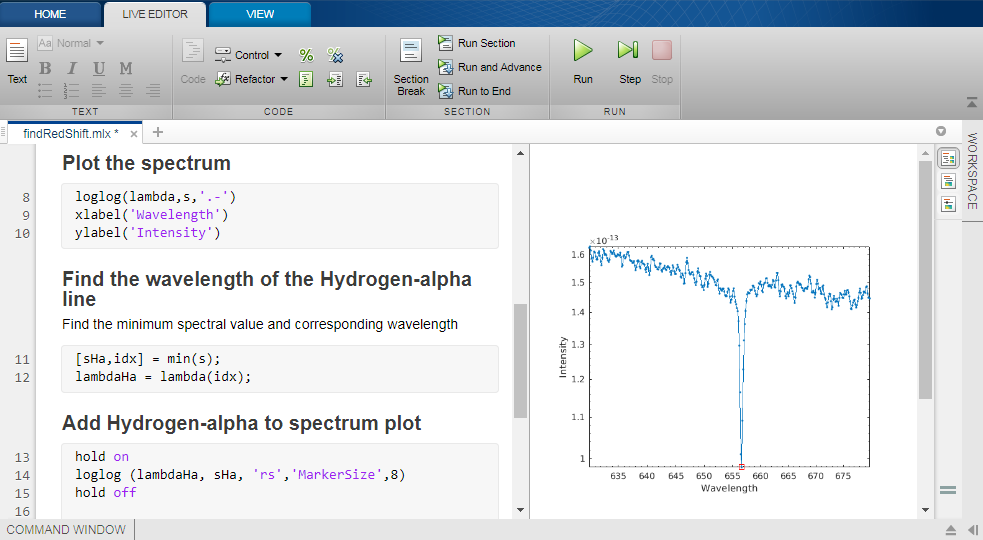 HOME LIVE EDITOR VIEW
Aa Normal
Control
Run Section
Refactor
Run and Advance
Run to End
Text
B I U M
Code
Section
Break
Run Step Stop
TEXT CODE SECTION RUN
findRedShift.mlx *
WORKSPACE
Plot the spectrum
8 loglog(lambda,s,'.-')
9 xlabel('Wavelength')
10 ylabel('Intensity')
Find the wavelength of the Hydrogen-alpha
line
Find the minimum spectral value and corresponding wavelength
11 [sHa,idx] = min(s);
12 lambdaHa = lambda(idx);
Add Hydrogen-alpha to spectrum plot
13 hold on
14 loglog (lambdaHa, sHa, 'rs','MarkerSize',8)
15 hold off
16
×10-13
1.6
1.5
1.4
1.3
1.2
1.1
1
Intensity
635 640 645 650 655 660 665 670 675
Wavelength
COMMAND WINDOW